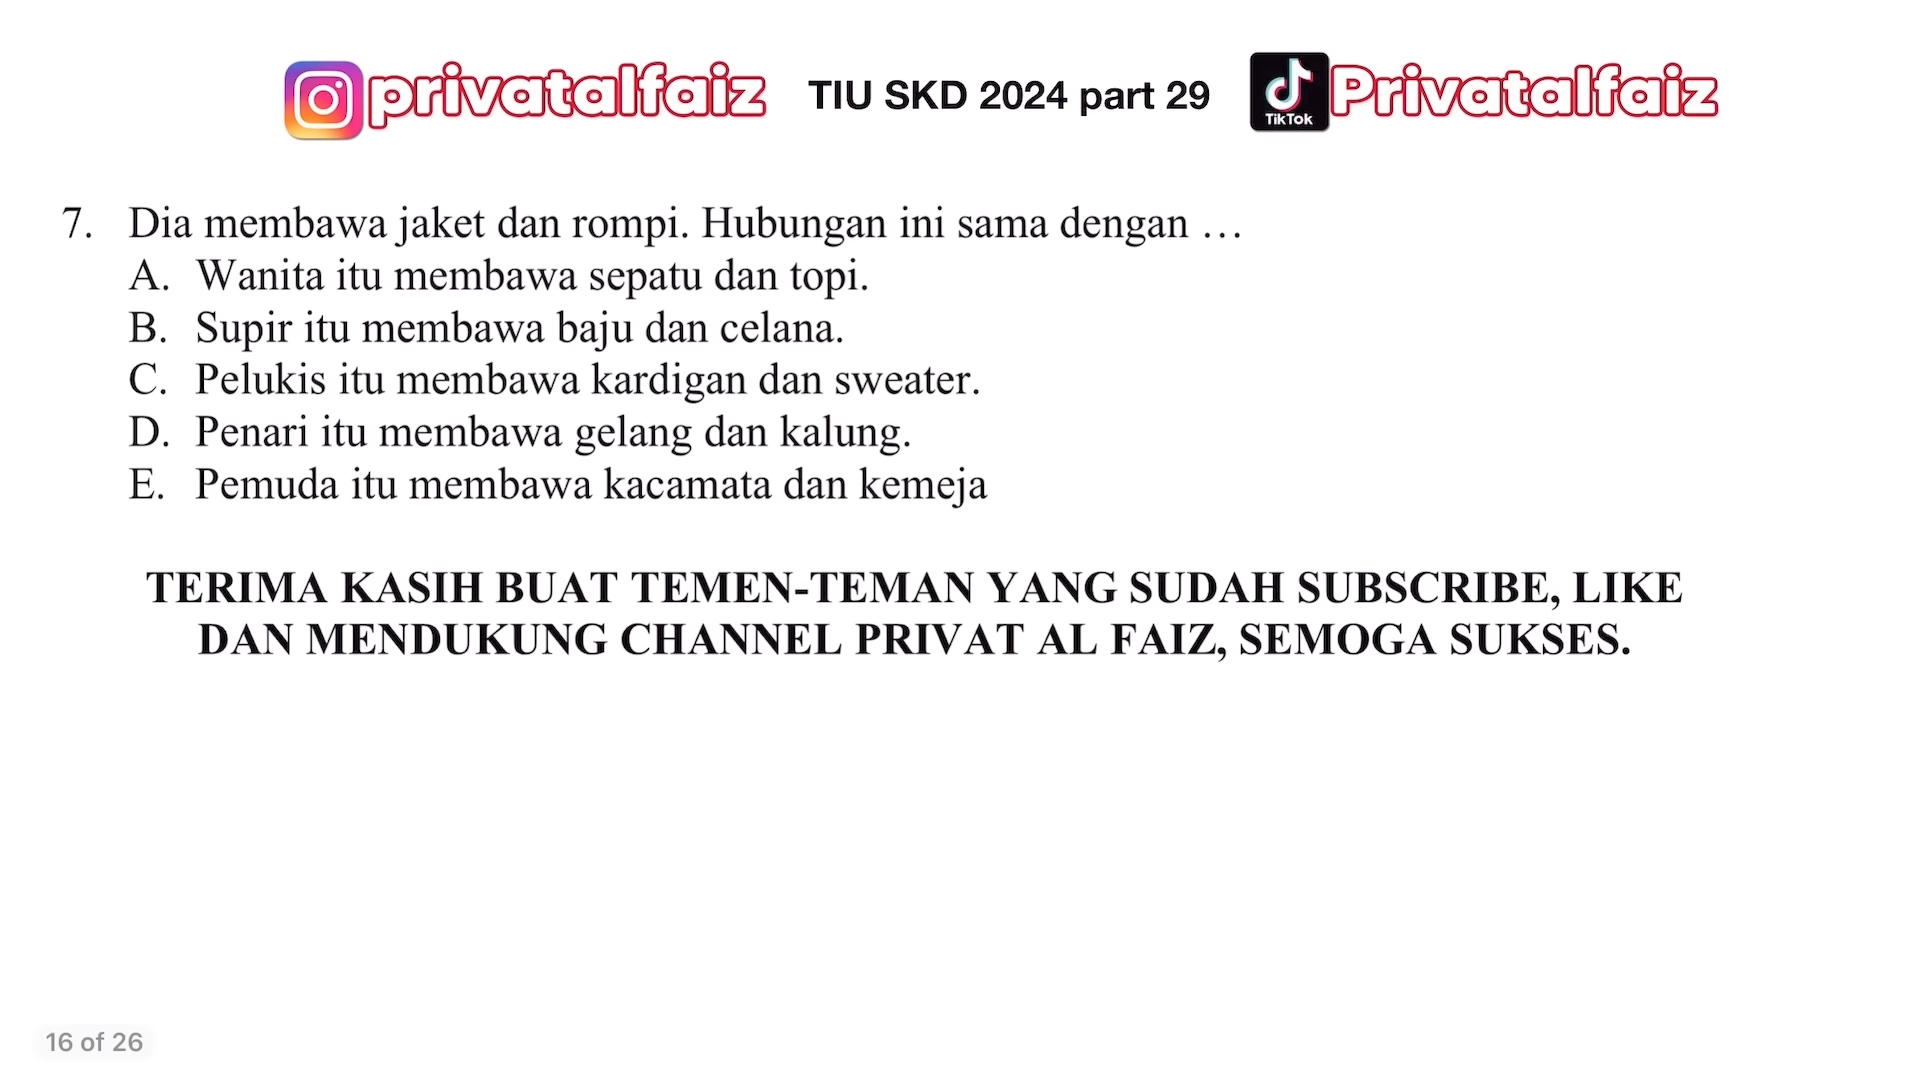 privatalfaiz TIU SKD 2024 part 29 TikTok Privatalfaiz
7. Dia membawa jaket dan rompi. Hubungan ini sama dengan …
A. Wanita itu membawa sepatu dan topi.
B. Supir itu membawa baju dan celana.
C. Pelukis itu membawa kardigan dan sweater.
D. Penari itu membawa gelang dan kalung.
E. Pemuda itu membawa kacamata dan kemeja
TERIMA KASIH BUAT TEMEN-TEMAN YANG SUDAH SUBSCRIBE, LIKE
DAN MENDUKUNG CHANNEL PRIVAT AL FAIZ, SEMOGA SUKSES.
16 of 26